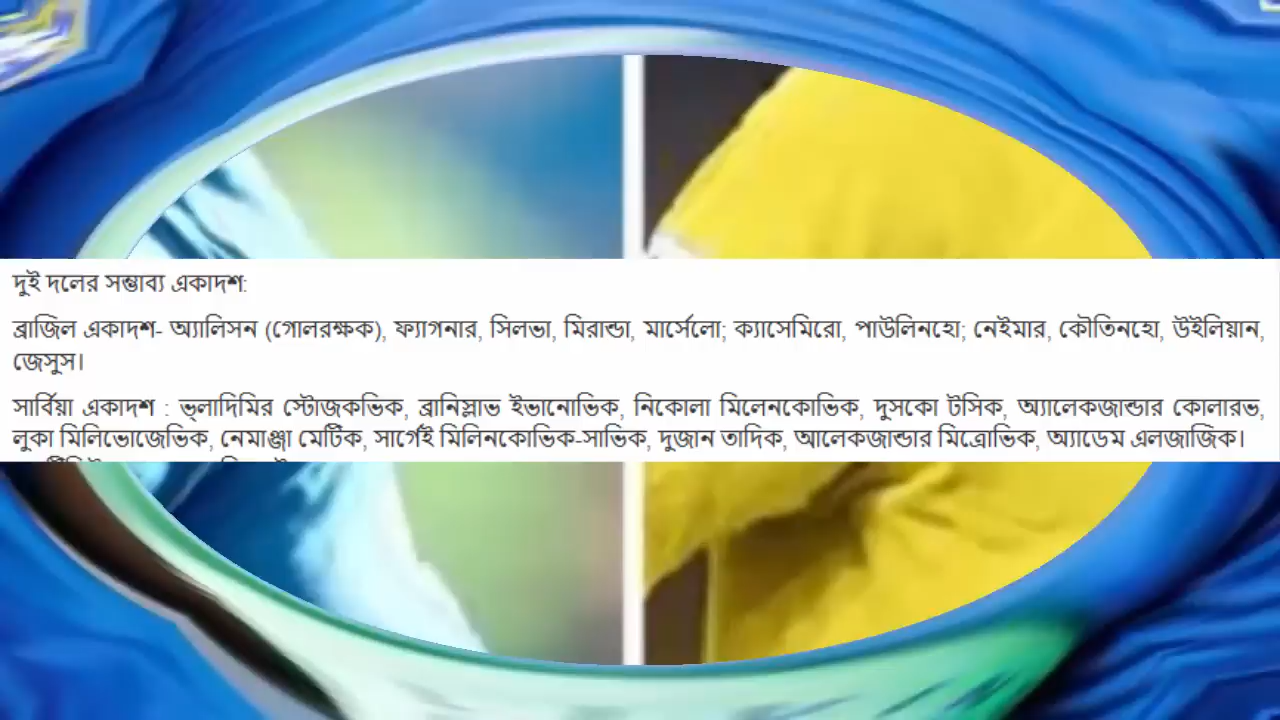 দুই দলের সম্ভাব্য একাদশ:
ব্রাজিল একাদশ- অ্যালিসন (গোলরক্ষক), ফ্যাগনার, সিলভা, মিরান্ডা, মার্সেলো; ক্যাসেমিরো, পাউলিনহো; নেইমার, কৌতিনহো, উইলিয়ান,
জেসুস।
সার্বিয়া একাদশ : ভ্লাদিমির স্টোজকভিক, ব্রানিস্লাভ ইভানোভিক, নিকোলা মিলেনকোভিক, দুসকো টসিক, অ্যালেকজান্ডার কোলারভ,
লুকা মিলিভোজেভিক, নেমাঞ্জা মেটিক, সার্গেই মিলিনকোভিক-সাভিক, দুজান তাদিক, আলেকজান্ডার মিত্রোভিক, অ্যাডেম এলজাজিক।